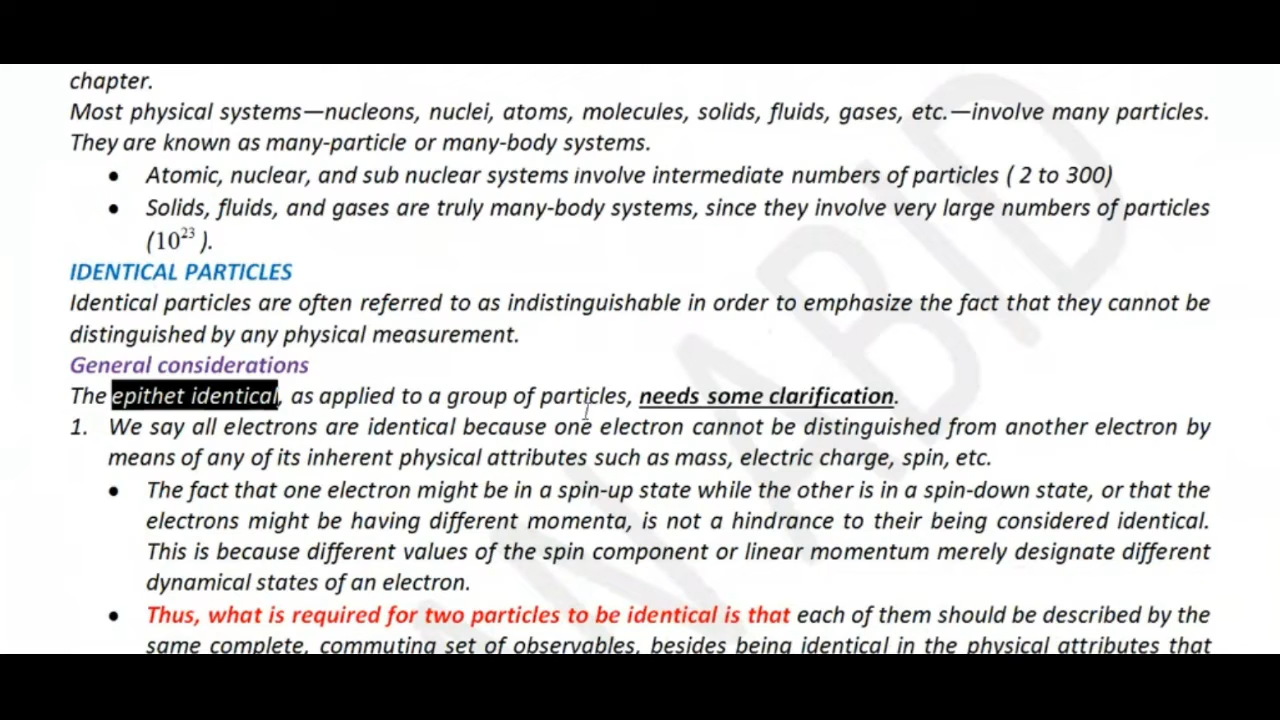 chapter.
Most physical systems—nucleons, nuclei, atoms, molecules, solids, fluids, gases, etc.—involve many particles.
They are known as many-particle or many-body systems.
• Atomic, nuclear, and sub nuclear systems involve intermediate numbers of particles ( 2 to 300)
• Solids, fluids, and gases are truly many-body systems, since they involve very large numbers of particles
(10²³ ).
IDENTICAL PARTICLES
Identical particles are often referred to as indistinguishable in order to emphasize the fact that they cannot be
distinguished by any physical measurement.
General considerations
The epithet identical, as applied to a group of particles, needs some clarification.
1. We say all electrons are identical because one electron cannot be distinguished from another electron by
means of any of its inherent physical attributes such as mass, electric charge, spin, etc.
• The fact that one electron might be in a spin-up state while the other is in a spin-down state, or that the
electrons might be having different momenta, is not a hindrance to their being considered identical.
This is because different values of the spin component or linear momentum merely designate different
dynamical states of an electron.
• Thus, what is required for two particles to be identical is that each of them should be described by the
same complete, commuting set of observables, besides being identical in the physical attributes that